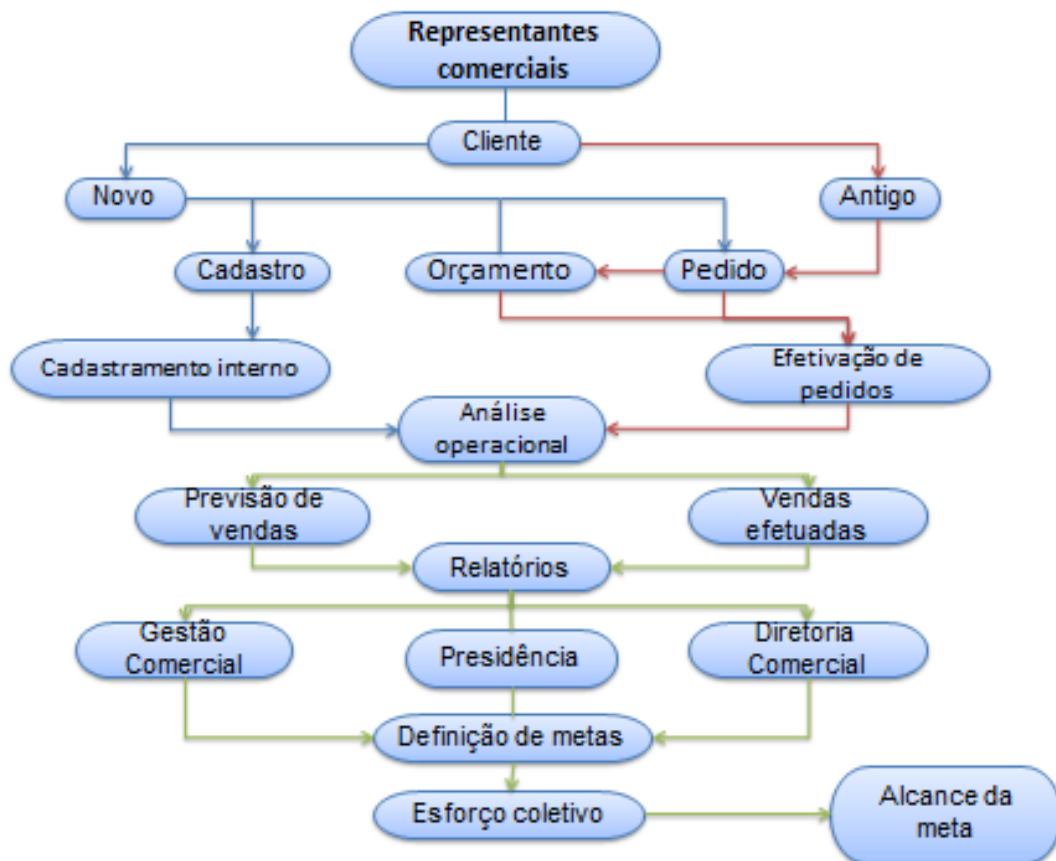 Representantes
comerciais
Cliente
Novo
Antigo
Cadastro
Orçamento
Pedido
Cadastramento interno
Efetivação de
pedidos
Análise
operacional
Previsão de
vendas
Vendas
efetuadas
Relatórios
Gestão
Comercial
Presidência
Diretoria
Comercial
Definição de metas
Esforço coletivo
Alcance da
meta